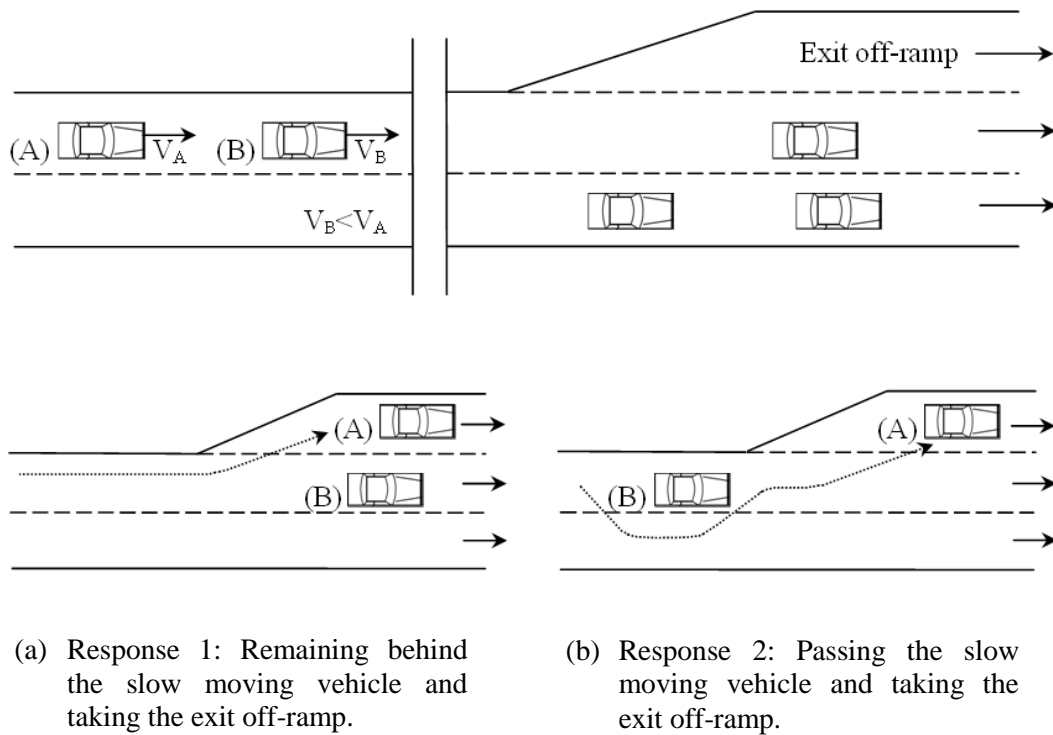 Exit off-ramp
(A) V_A (B) V_B
V_B<V_A
(A)
(B)
(A)
(B)
(a) Response 1: Remaining behind
the slow moving vehicle and
taking the exit off-ramp.
(b) Response 2: Passing the slow
moving vehicle and taking the
exit off-ramp.